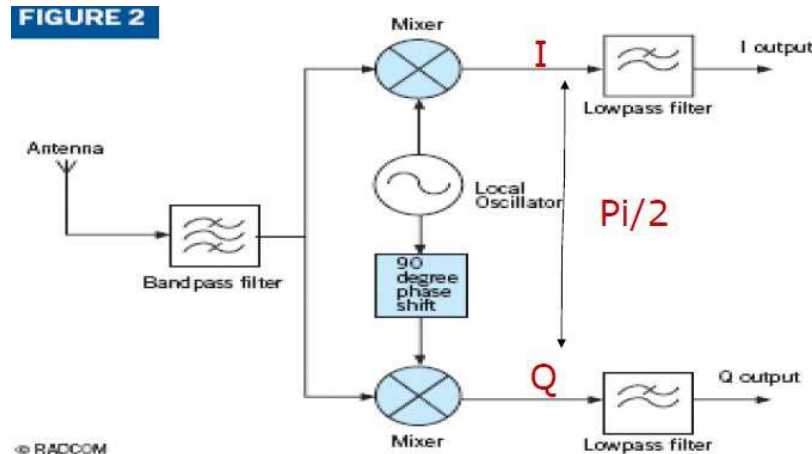 FIGURE 2
Mixer
I
I output
Lowpass filter
Antenna
Local
Oscillator
Pi/2
Bandpass filter
90
degree
phase
shift
Q
Q output
Mixer
Lowpass filter
© RADCOM